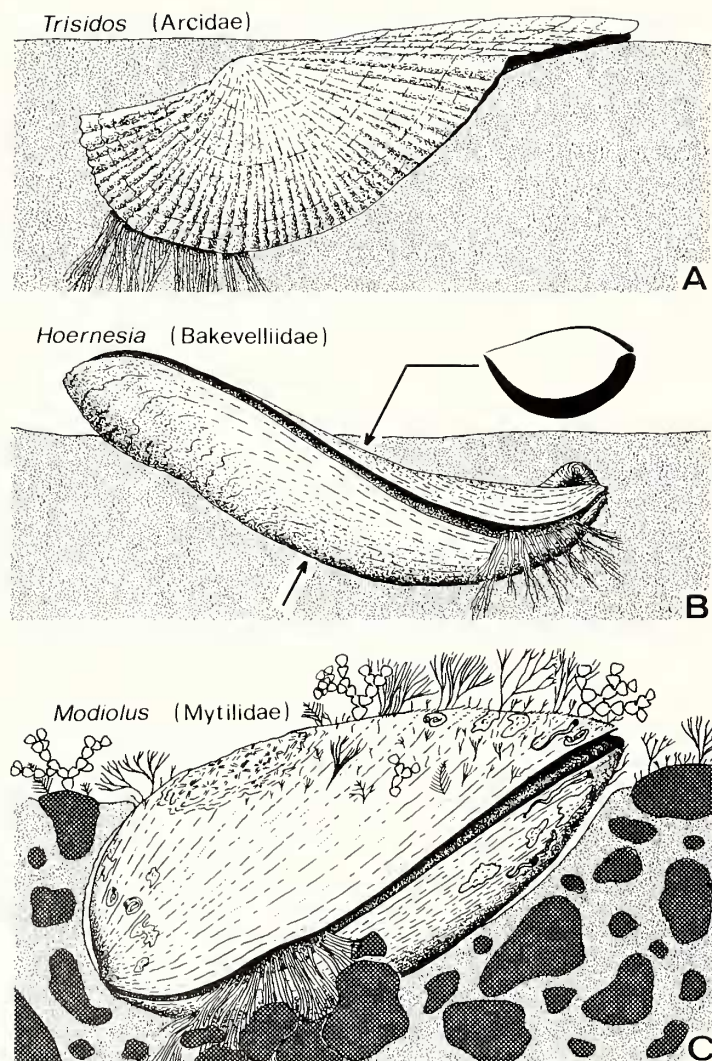 Trisidos (Arcidae)
A
Hoernesia (Bakevelliidae)
B
Modiolus (Mytilidae)
C